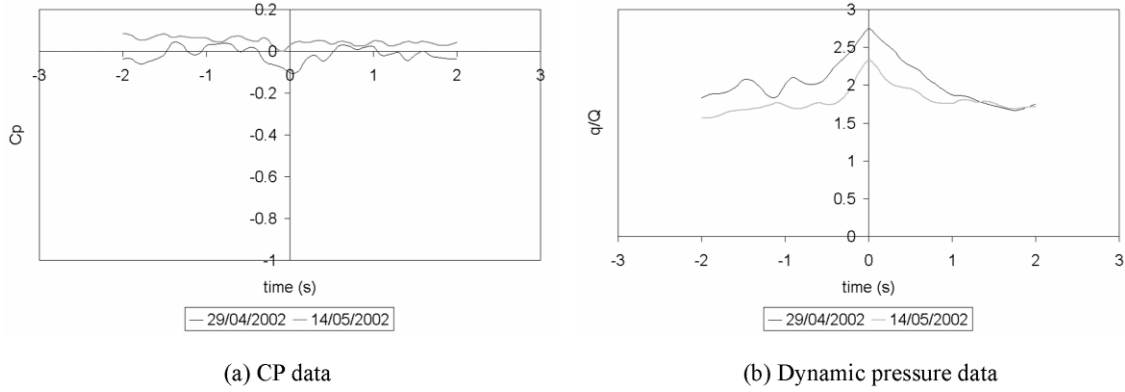 0.2
0
-0.2
-0.4
-0.6
-0.8
-1
-3 -2 -1 0 1 2 3
Cp
time (s)
29/04/2002 14/05/2002
(a) CP data
3
2.5
2
1.5
1
0.5
0
-3 -2 -1 0 1 2 3
q/Q
time (s)
29/04/2002 14/05/2002
(b) Dynamic pressure data